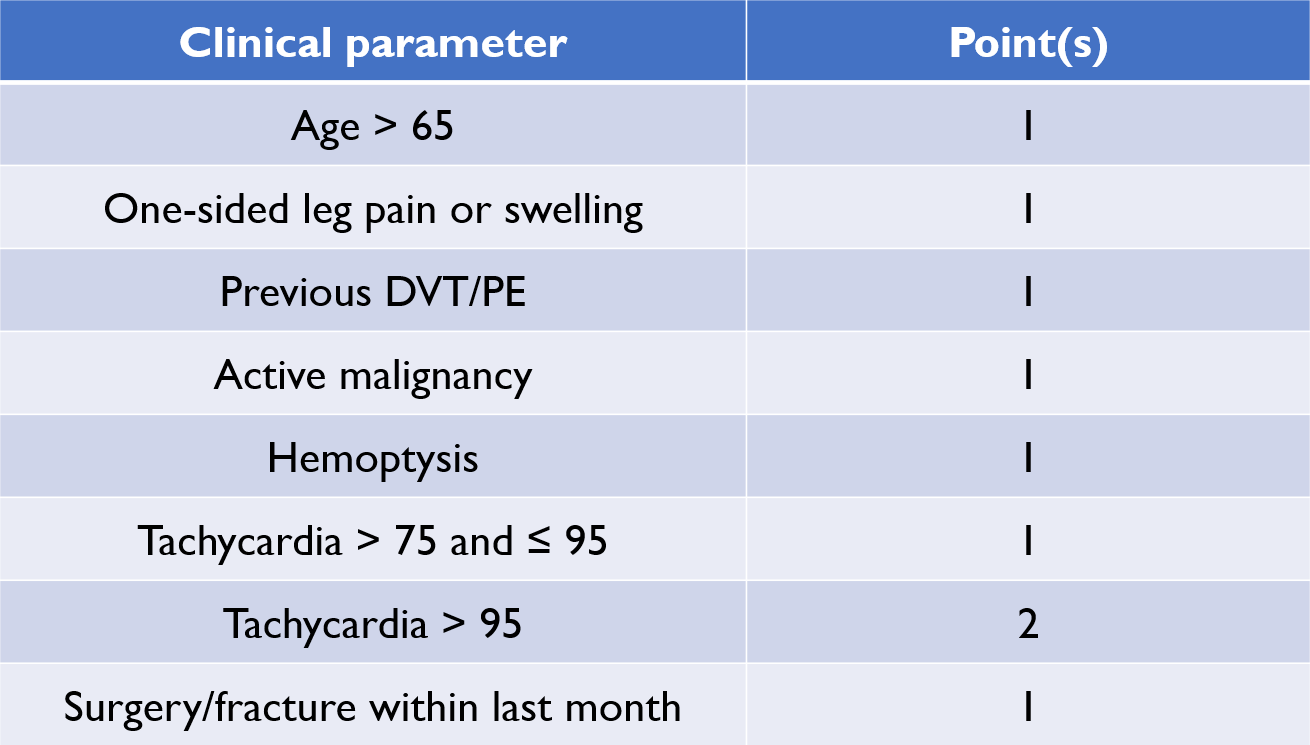 Clinical parameter Point(s)
Age > 65 1
One-sided leg pain or swelling 1
Previous DVT/PE 1
Active malignancy 1
Hemoptysis 1
Tachycardia > 75 and ≤ 95 1
Tachycardia > 95 2
Surgery/fracture within last month 1